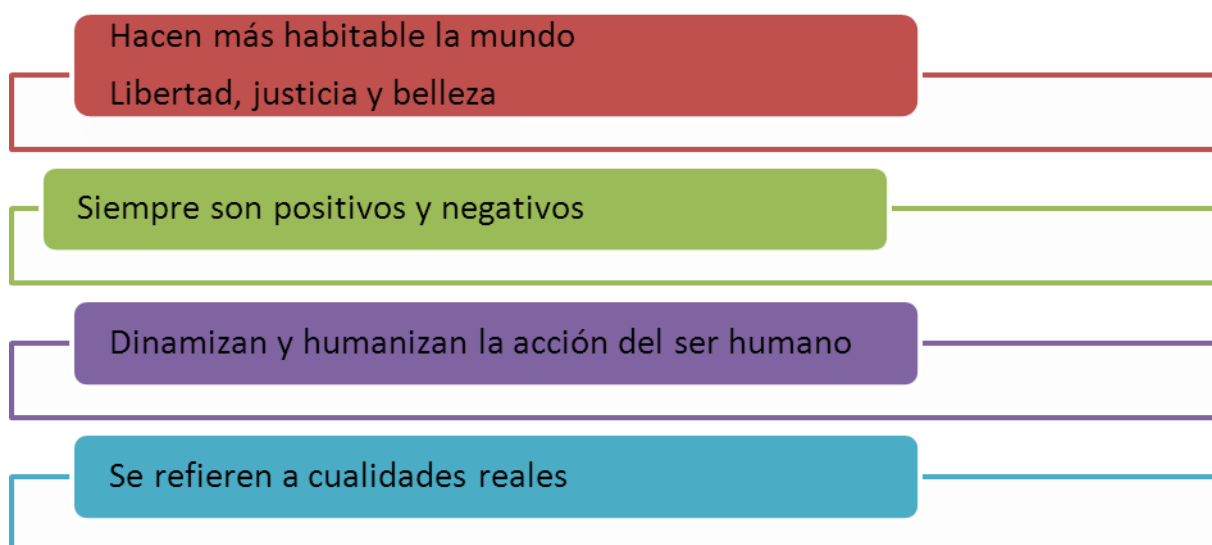 Hacen más habitable la mundo
Libertad, justicia y belleza
Siempre son positivos y negativos
Dinamizan y humanizan la acción del ser humano
Se refieren a cualidades reales